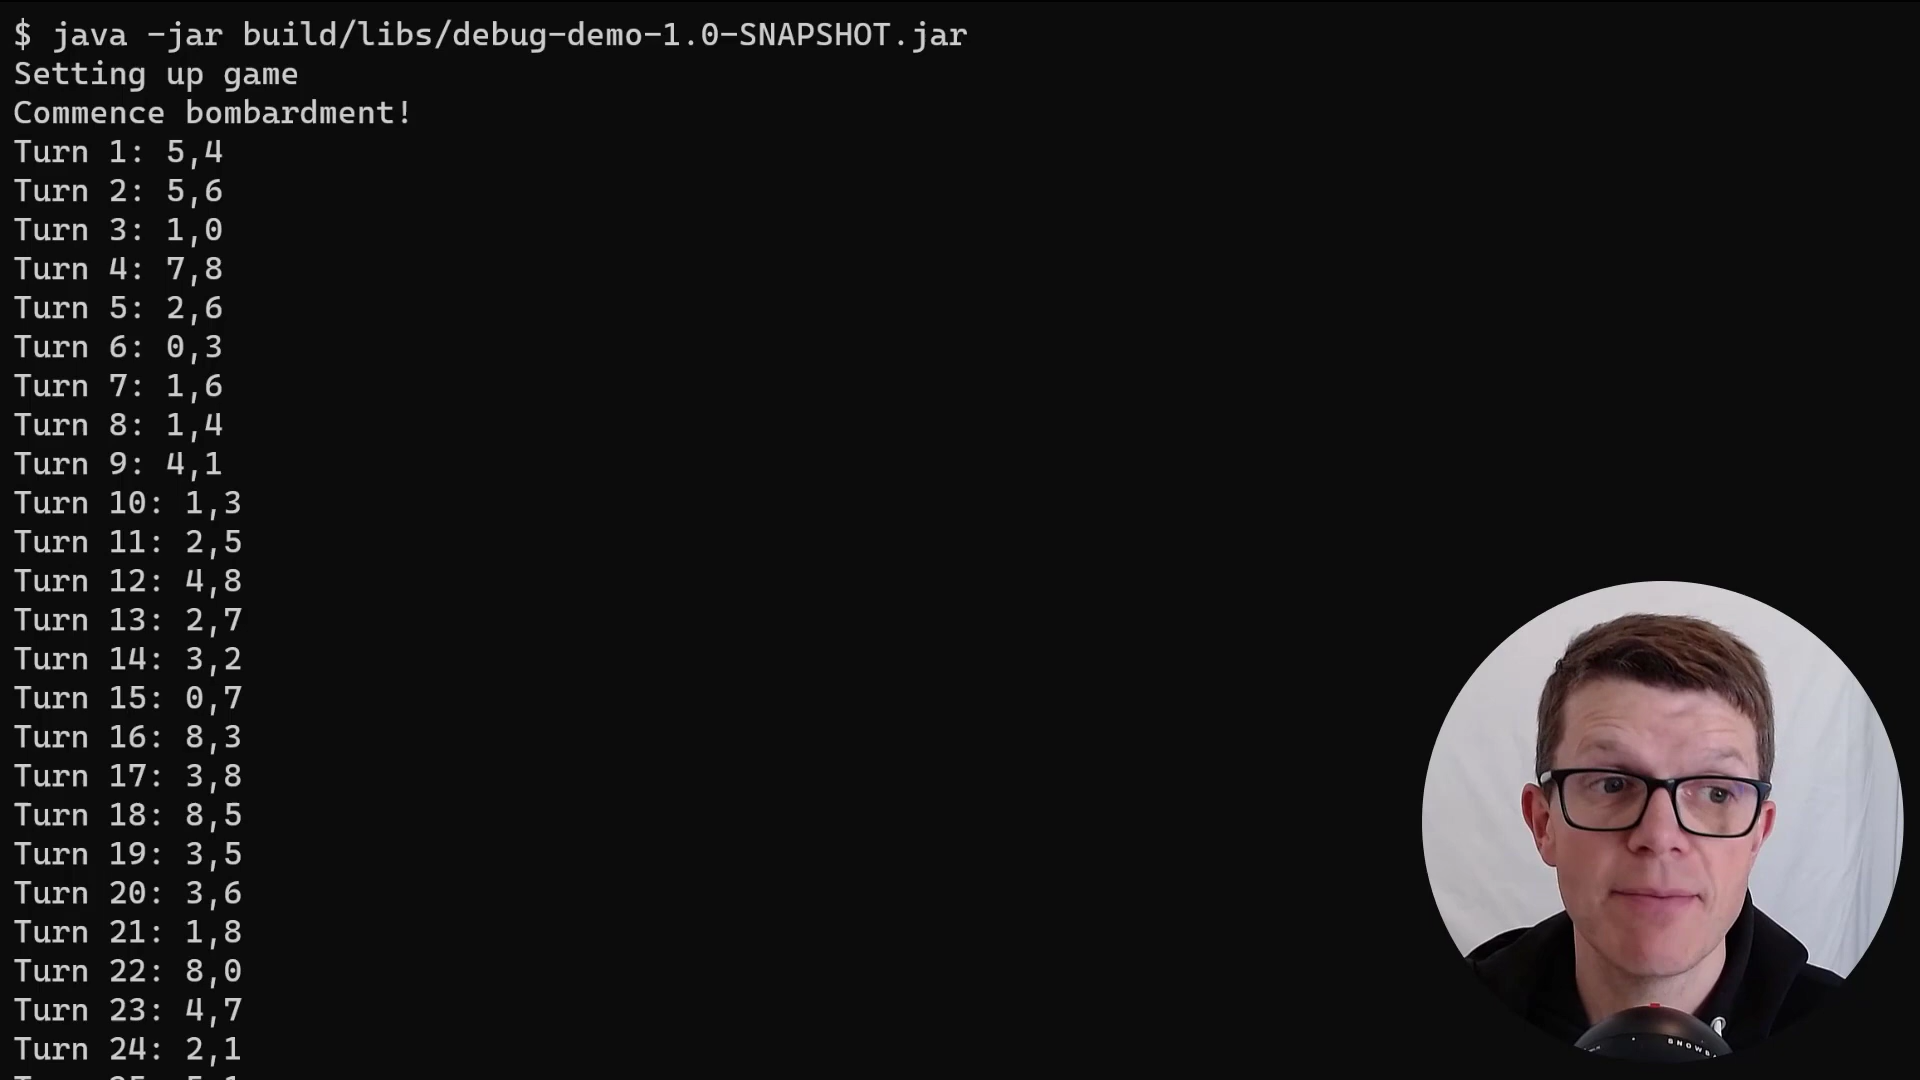 $ java -jar build/libs/debug-demo-1.0-SNAPSHOT.jar
Setting up game
Commence bombardment!
Turn 1: 5,4
Turn 2: 5,6
Turn 3: 1,0
Turn 4: 7,8
Turn 5: 2,6
Turn 6: 0,3
Turn 7: 1,6
Turn 8: 1,4
Turn 9: 4,1
Turn 10: 1,3
Turn 11: 2,5
Turn 12: 4,8
Turn 13: 2,7
Turn 14: 3,2
Turn 15: 0,7
Turn 16: 8,3
Turn 17: 3,8
Turn 18: 8,5
Turn 19: 3,5
Turn 20: 3,6
Turn 21: 1,8
Turn 22: 8,0
Turn 23: 4,7
Turn 24: 2,1